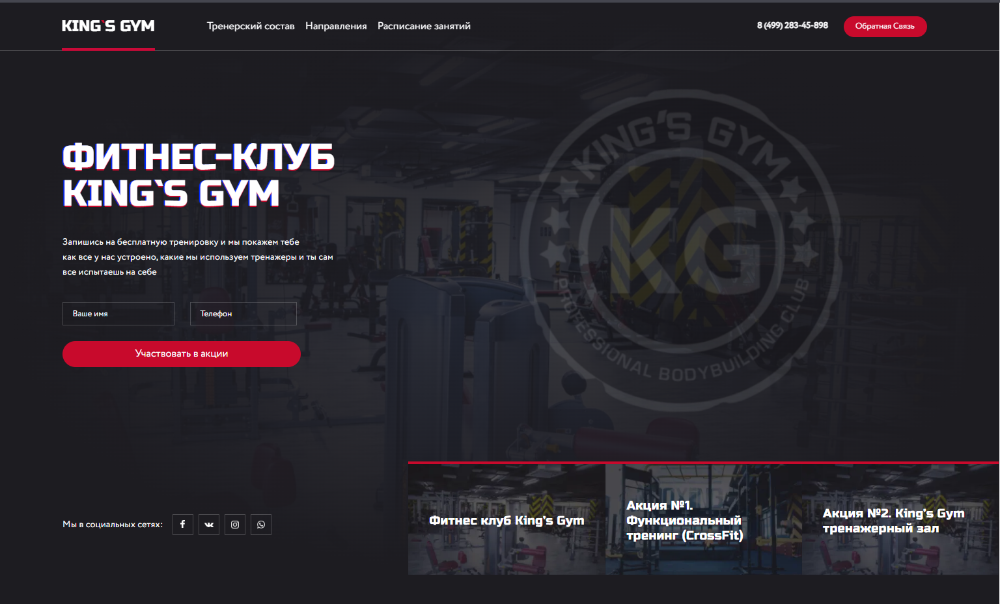 KING`S GYM
Тренерский состав
Направления
Расписание занятий
8 (499) 283-45-898
Обратная Связь
KING'S GYM
KG
PROFESSIONAL BODYBUILDING CLUB
ФИТНЕС-КЛУБ
KING`S GYM
Запишись на бесплатную тренировку и мы покажем тебе
как все у нас устроено, какие мы используем тренажеры и ты сам
все испытаешь на себе
Ваше имя
Телефон
Участвовать в акции
Мы в социальных сетях:
Фитнес клуб King's Gym
Акция №1.
Функциональный
тренинг (CrossFit)
Акция №2. King's Gym
тренажерный зал